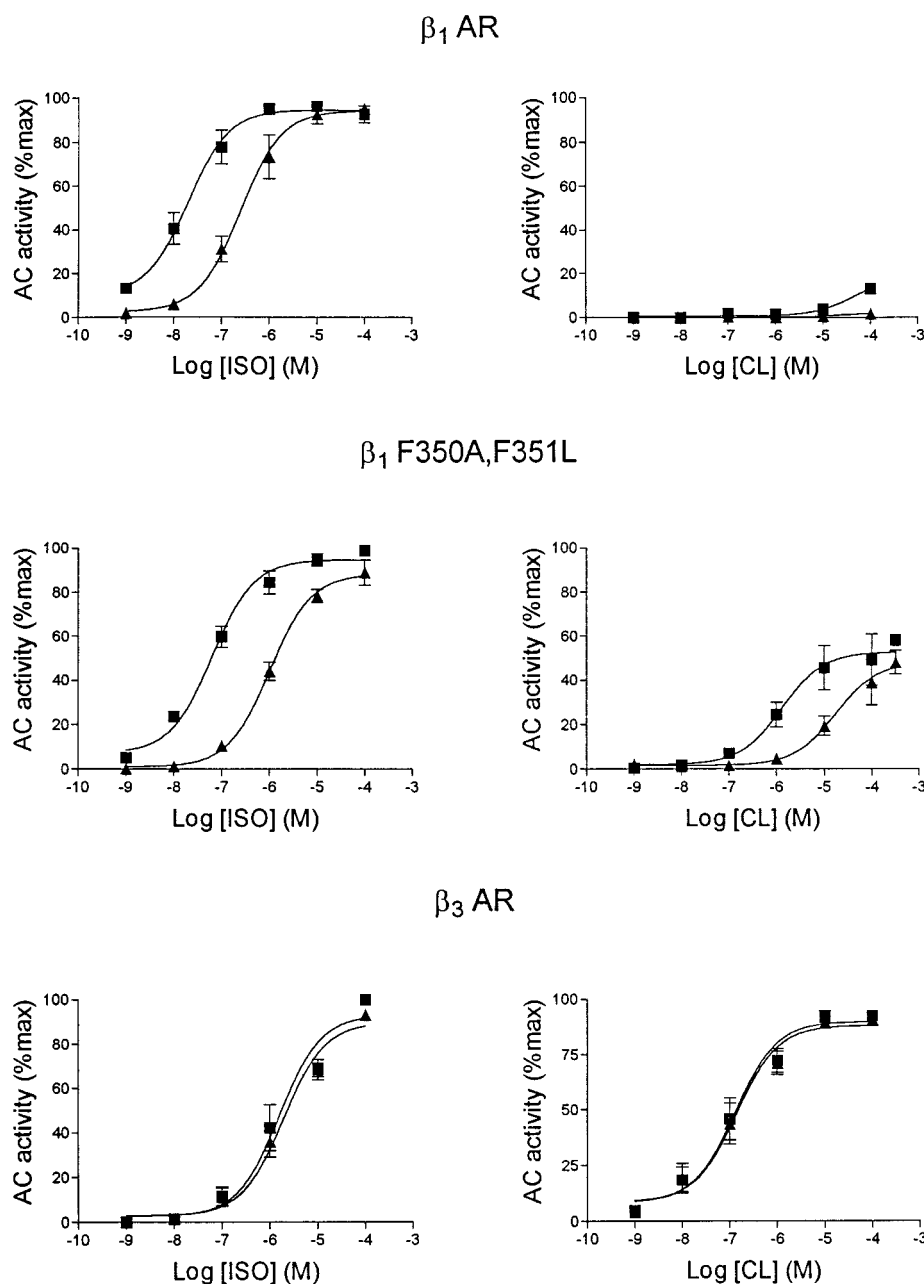 β₁ AR
AC activity (%max)
100
80
60
40
20
0
-10 -9 -8 -7 -6 -5 -4 -3
Log [ISO] (M)
AC activity (%max)
100
80
60
40
20
0
-10 -9 -8 -7 -6 -5 -4 -3
Log [CL] (M)
β₁ F350A,F351L
AC activity (%max)
100
80
60
40
20
0
-10 -9 -8 -7 -6 -5 -4 -3
Log [ISO] (M)
AC activity (%max)
100
80
60
40
20
0
-10 -9 -8 -7 -6 -5 -4 -3
Log [CL] (M)
β₃ AR
AC activity (%max)
100
80
60
40
20
0
-10 -9 -8 -7 -6 -5 -4 -3
Log [ISO] (M)
AC activity (%max)
100
75
50
25
0
-10 -9 -8 -7 -6 -5 -4 -3
Log [CL] (M)